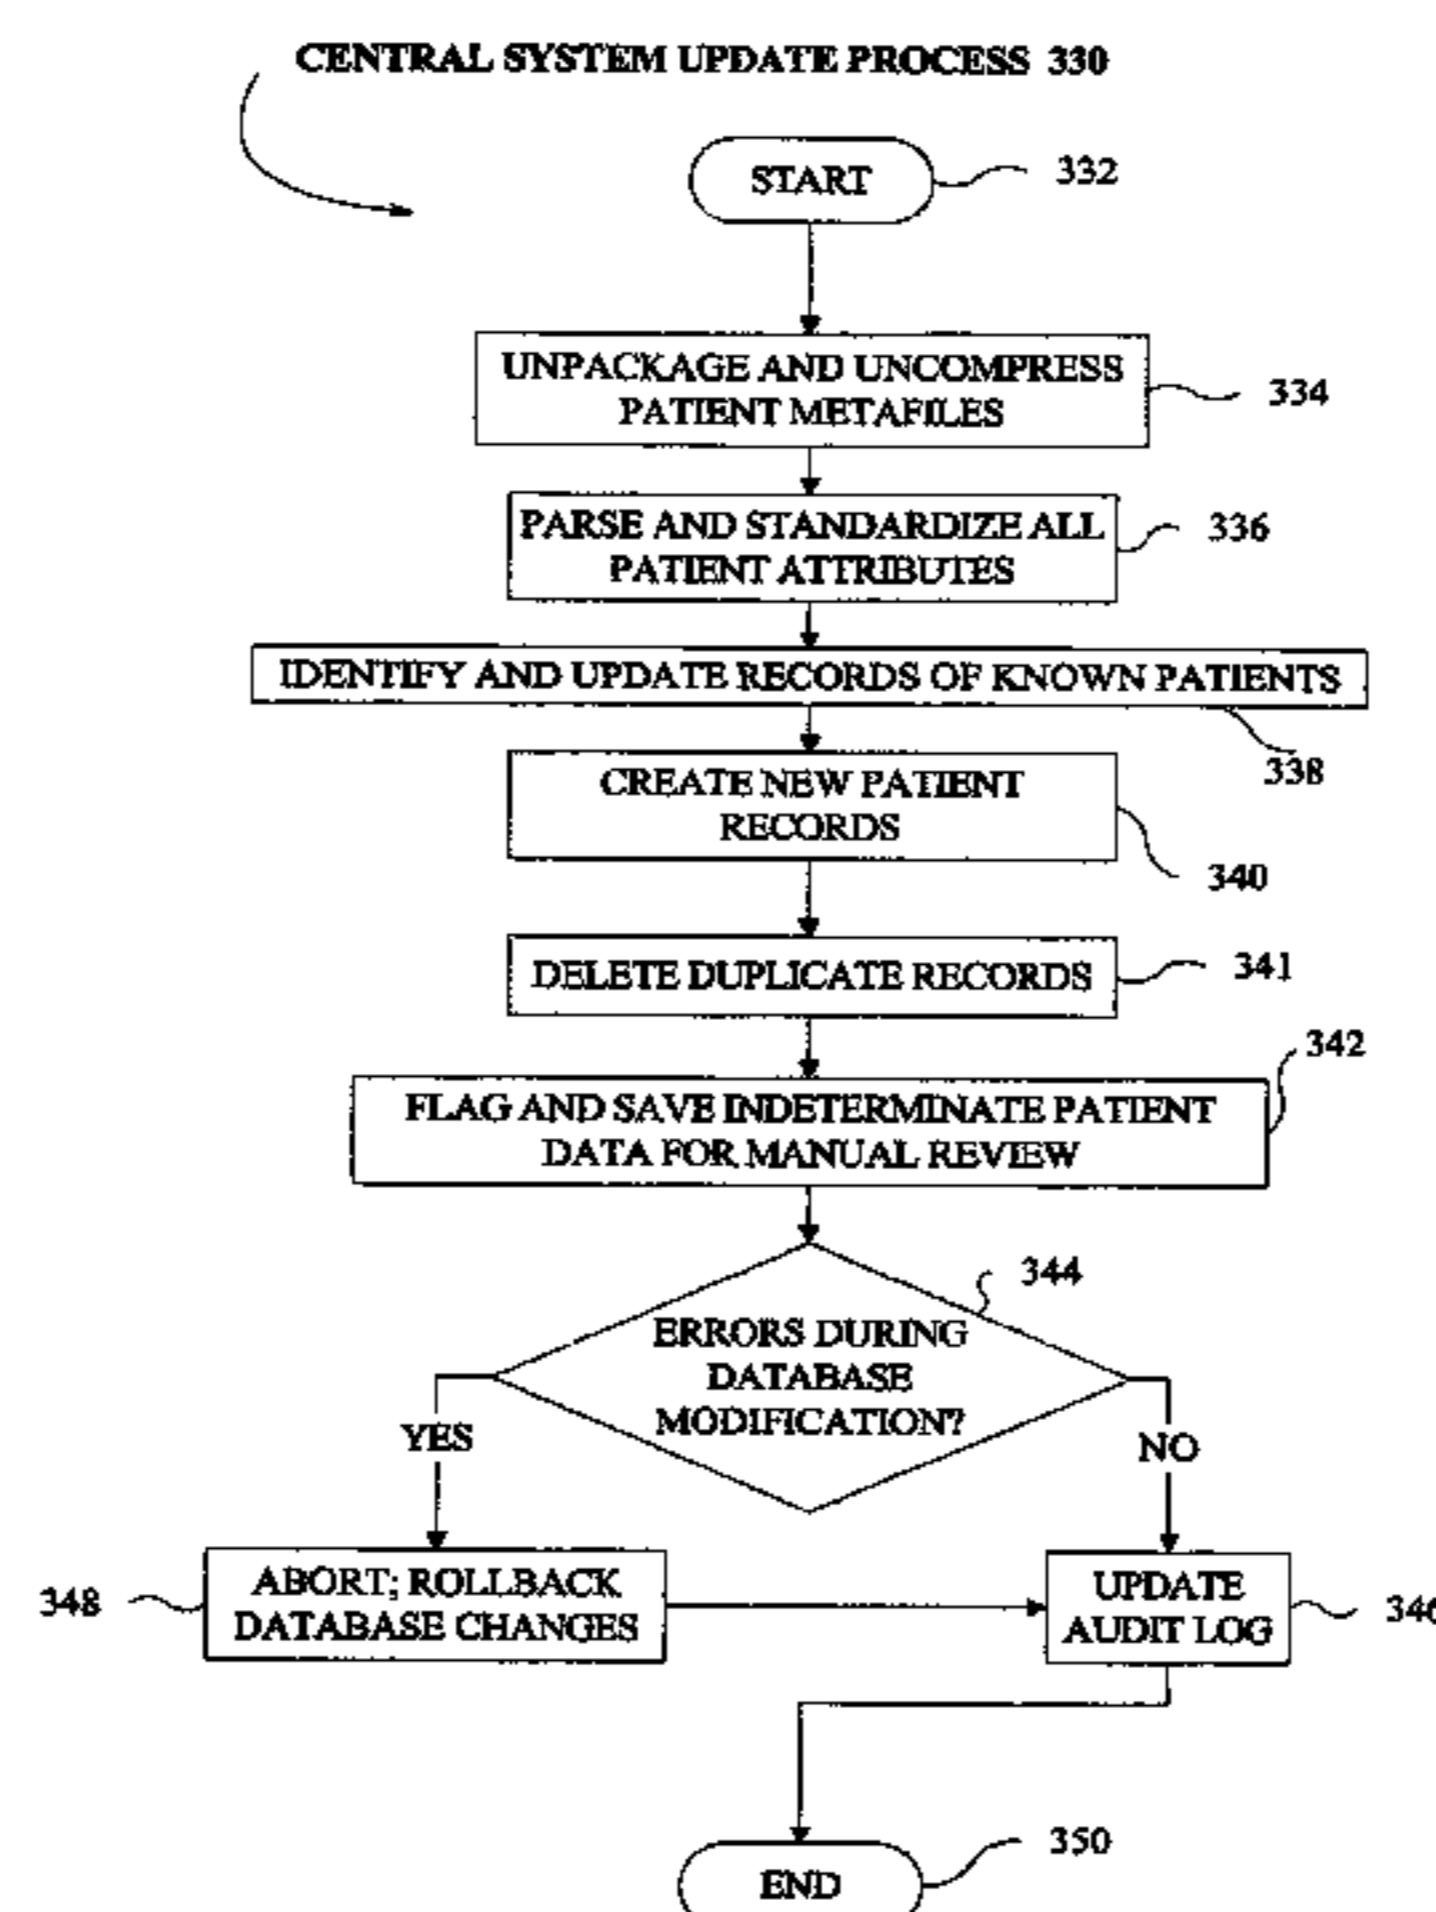 CENTRAL SYSTEM UPDATE PROCESS 330
START
332
UNPACKAGE AND UNCOMPRESS
PATIENT METAFILES
334
PARSE AND STANDARDIZE ALL
PATIENT ATTRIBUTES
336
IDENTIFY AND UPDATE RECORDS OF KNOWN PATIENTS
338
CREATE NEW PATIENT
RECORDS
340
DELETE DUPLICATE RECORDS
341
342
FLAG AND SAVE INDETERMINATE PATIENT
DATA FOR MANUAL REVIEW
344
ERRORS DURING
DATABASE
MODIFICATION?
YES
NO
348
ABORT; ROLLBACK
DATABASE CHANGES
UPDATE
AUDIT LOG
346
350
END